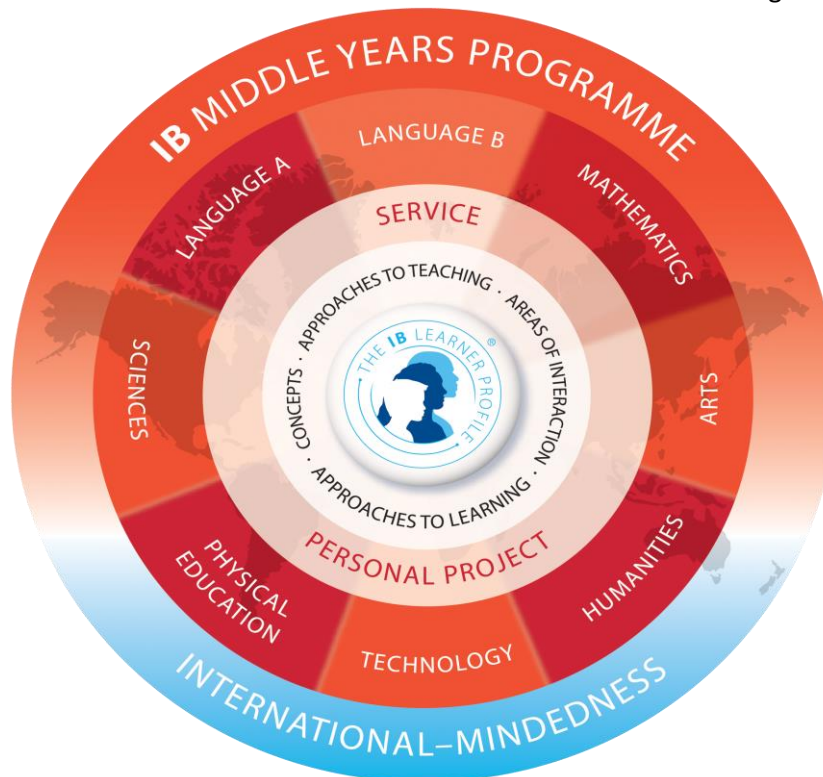 g
IB MIDDLE YEARS PROGRAMME
LANGUAGE A
LANGUAGE B
MATHEMATICS
SCIENCES
ARTS
PHYSICAL
EDUCATION
TECHNOLOGY
HUMANITIES
SERVICE
PERSONAL PROJECT
CONCEPTS · APPROACHES TO TEACHING · AREAS OF INTERACTION · APPROACHES TO LEARNING ·
THE IB LEARNER PROFILE
®
INTERNATIONAL–MINDEDNESS